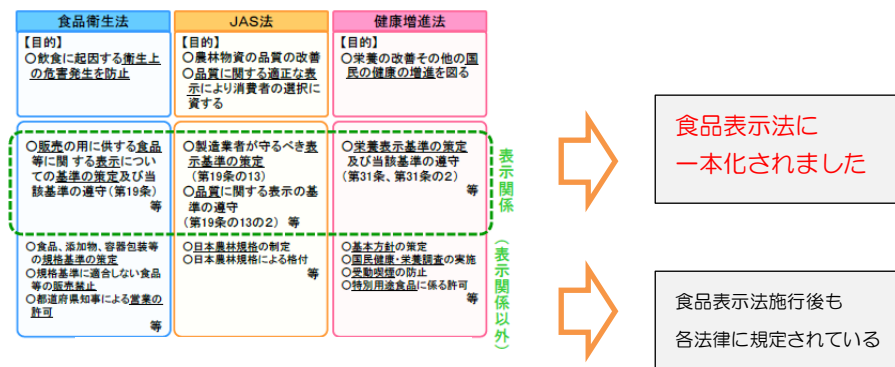 食品衛生法
【目的】
○飲食に起因する衛生上
の危害発生を防止
○販売の用に供する食品
等に関する表示につい
ての基準の策定及び当
該基準の遵守(第19条)
等
○食品、添加物、容器包装等
の規格基準の策定
○規格基準に適合しない食品
等の販売禁止
○都道府県知事による営業の
許可
等
JAS法
【目的】
○農林物資の品質の改善
○品質に関する適正な表
示により消費者の選択に
資する
○製造業者が守るべき表
示基準の策定
(第19条の13)
○品質に関する表示の基
準の遵守
(第19条の13の2) 等
○日本農林規格の制定
○日本農林規格による格付
等
健康増進法
【目的】
○栄養の改善その他の国
民の健康の増進を図る
○栄養表示基準の策定
及び当該基準の遵守
(第31条、第31条の2)
等
○基本方針の策定
○国民健康・栄養調査の実施
○受動喫煙の防止
○特別用途食品に係る許可
等
表示関係
(表示関係以外)
食品表示法に
一本化されました
食品表示法施行後も
各法律に規定されている